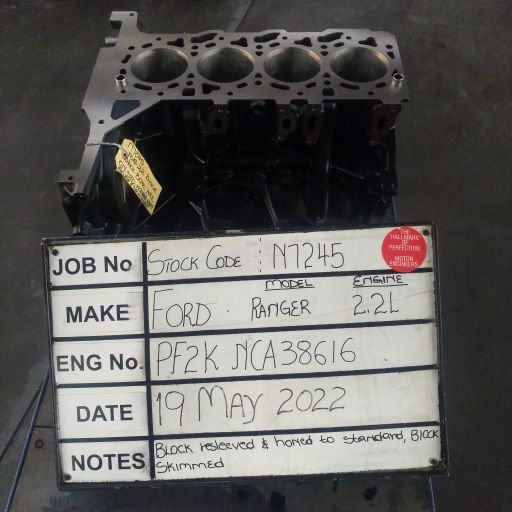 JOB No STOCK CODE : N7245
THE
HALLMARK
OF
PERFECTION
MOTOR
ENGINEERS
MODEL ENGINE
MAKE FORD . RANGER 2.2L
ENG No. PF2K NCA38616
DATE 19 MAY 2022
NOTES Block resleeved & honed to standard, Block
Skimmed
N7245